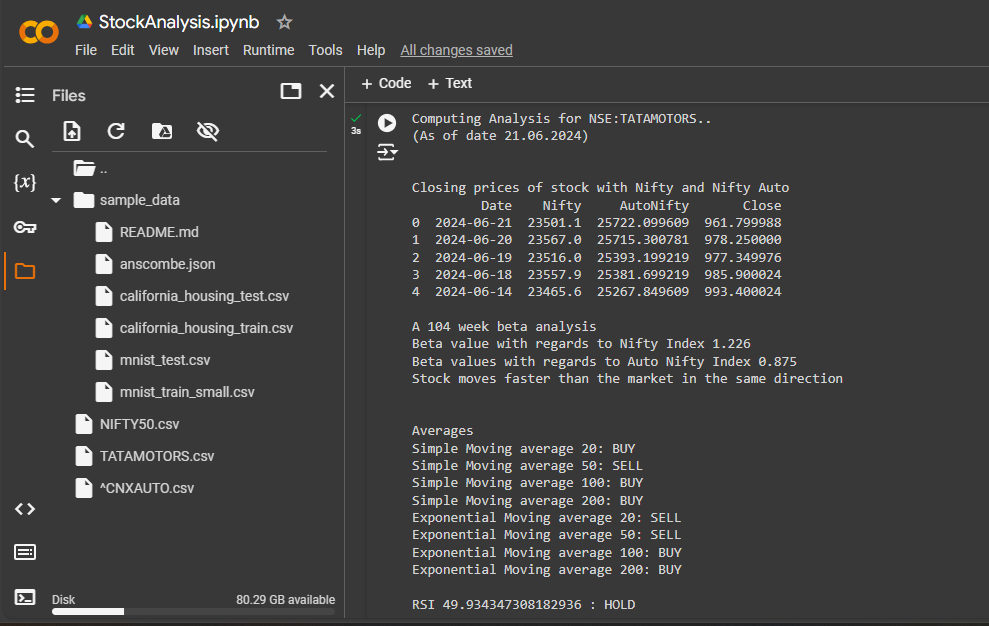 StockAnalysis.ipynb
File Edit View Insert Runtime Tools Help All changes saved
Files
..
sample_data
README.md
anscombe.json
california_housing_test.csv
california_housing_train.csv
mnist_test.csv
mnist_train_small.csv
NIFTY50.csv
TATAMOTORS.csv
^CNXAUTO.csv
{x}
Disk 80.29 GB available
+ Code + Text
3s
Computing Analysis for NSE:TATAMOTORS..
(As of date 21.06.2024)
Closing prices of stock with Nifty and Nifty Auto
Date Nifty AutoNifty Close
0 2024-06-21 23501.1 25722.099609 961.799988
1 2024-06-20 23567.0 25715.300781 978.250000
2 2024-06-19 23516.0 25393.199219 977.349976
3 2024-06-18 23557.9 25381.699219 985.900024
4 2024-06-14 23465.6 25267.849609 993.400024
A 104 week beta analysis
Beta value with regards to Nifty Index 1.226
Beta values with regards to Auto Nifty Index 0.875
Stock moves faster than the market in the same direction
Averages
Simple Moving average 20: BUY
Simple Moving average 50: SELL
Simple Moving average 100: BUY
Simple Moving average 200: BUY
Exponential Moving average 20: SELL
Exponential Moving average 50: SELL
Exponential Moving average 100: BUY
Exponential Moving average 200: BUY
RSI 49.934347308182936 : HOLD